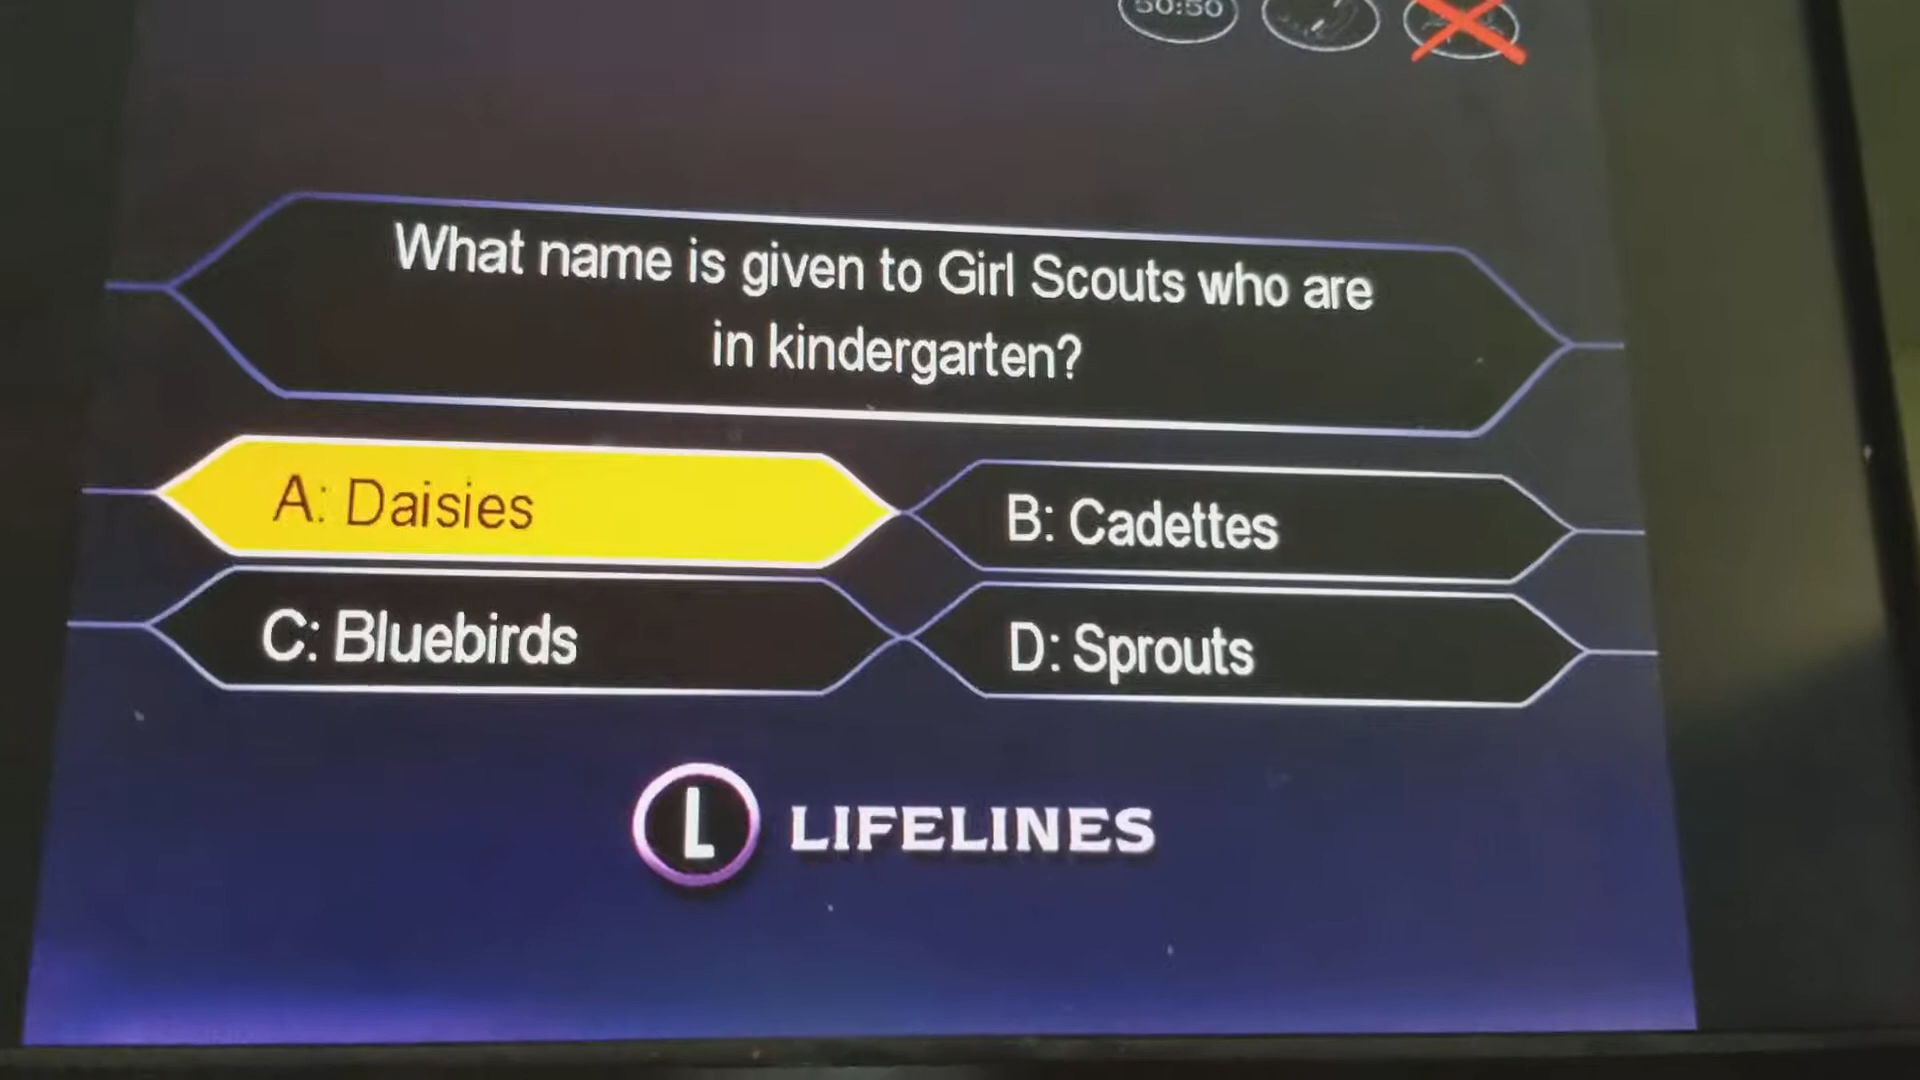 50:50
What name is given to Girl Scouts who are
in kindergarten?
A: Daisies
B: Cadettes
C: Bluebirds
D: Sprouts
L LIFELINES